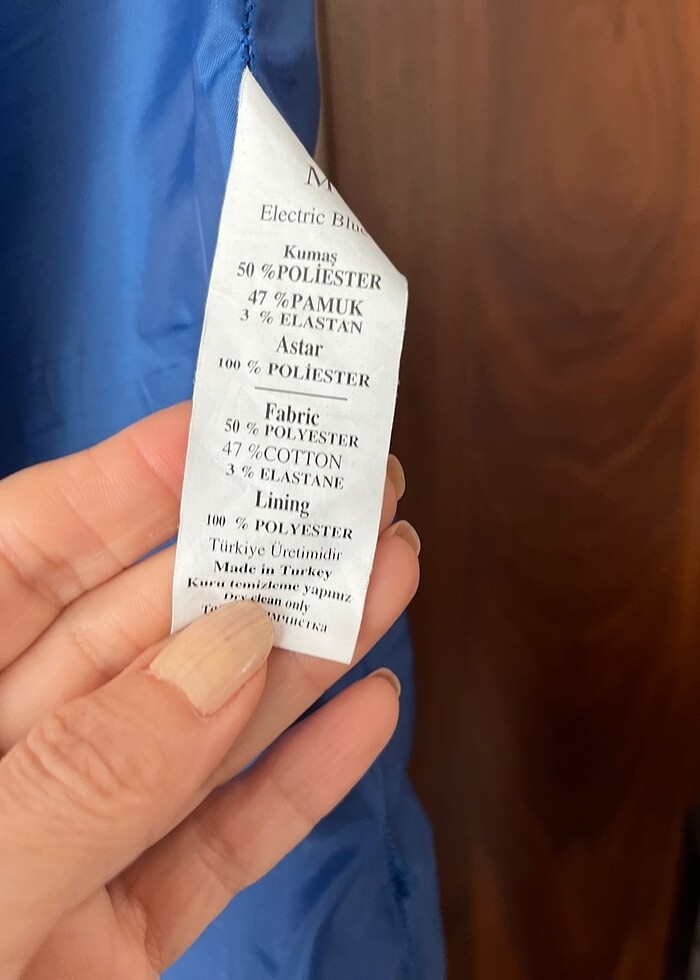 M
Electric Blue
Kumaş
50 %POLİESTER
47 %PAMUK
3 % ELASTAN
Astar
100 % POLİESTER
Fabric
50 % POLYESTER
47 %COTTON
3 % ELASTANE
Lining
100 % POLYESTER
Türkiye Üretimidir
Made in Turkey
Kuru temizleme yapınız
Dry clean only